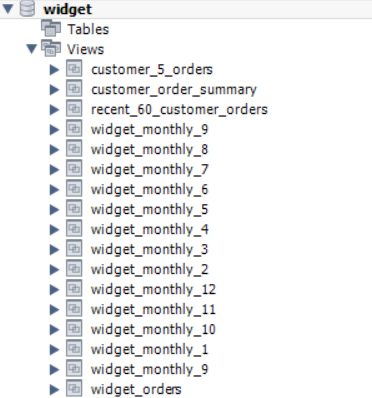 widget
Tables
Views
customer_5_orders
customer_order_summary
recent_60_customer_orders
widget_monthly_9
widget_monthly_8
widget_monthly_7
widget_monthly_6
widget_monthly_5
widget_monthly_4
widget_monthly_3
widget_monthly_2
widget_monthly_12
widget_monthly_11
widget_monthly_10
widget_monthly_1
widget_monthly_9
widget_orders